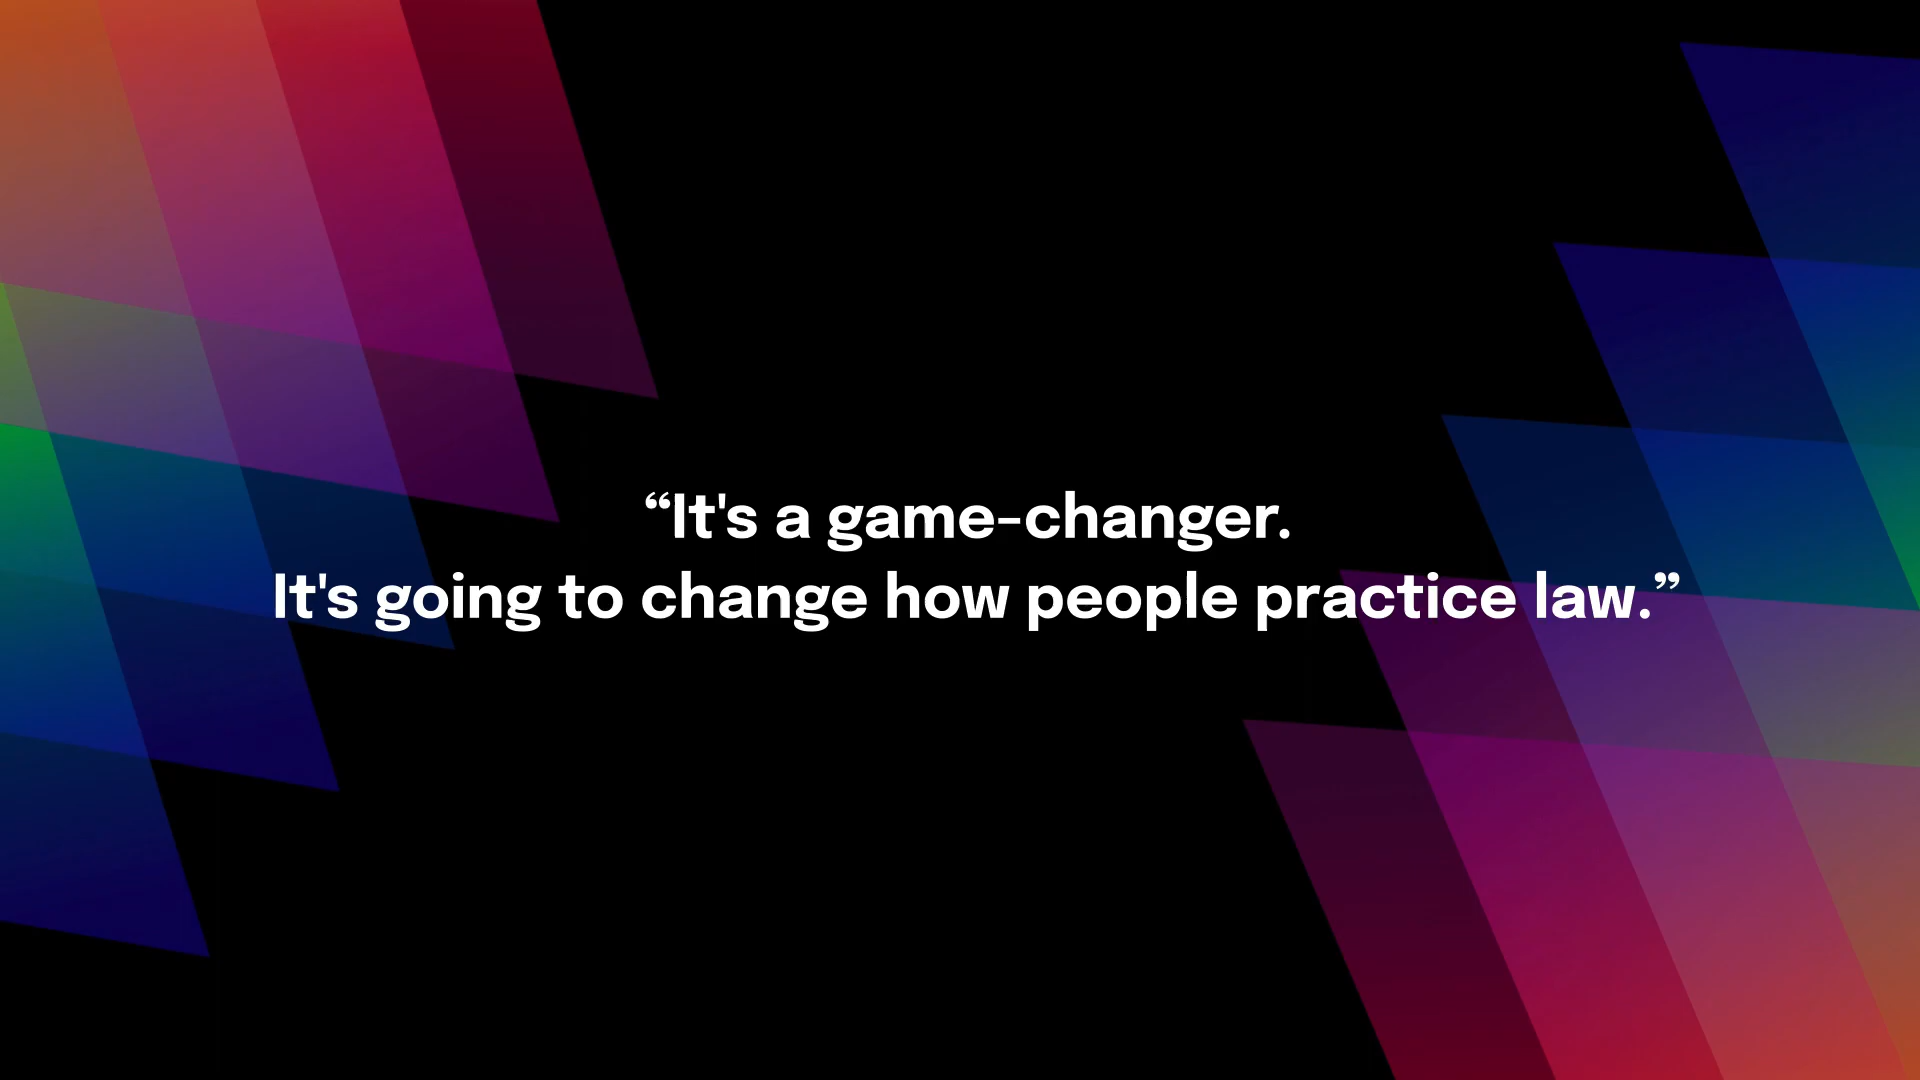 “It's a game-changer.
It's going to change how people practice law.”